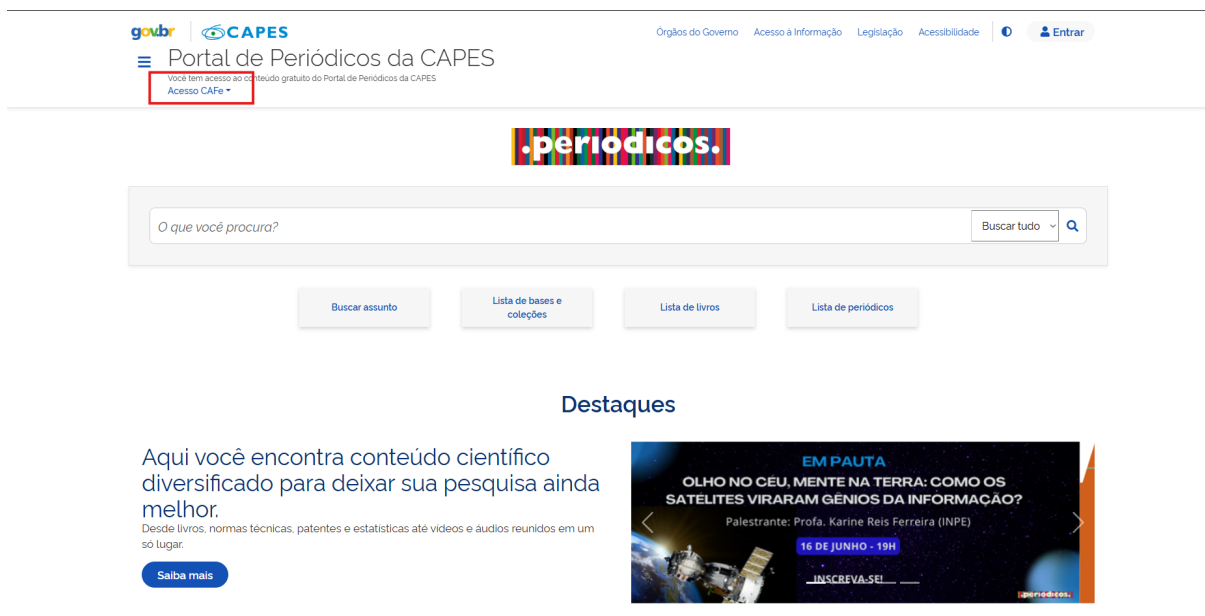 gov.br CAPES
Órgãos do Governo Acesso à Informação Legislação Acessibilidade Entrar
Portal de Periódicos da CAPES
Você tem acesso ao conteúdo gratuito do Portal de Periódicos da CAPES
Acesso CAFe
.periodicos.
O que você procura? Buscar tudo
Buscar assunto
Lista de bases e
coleções
Lista de livros
Lista de periódicos
Destaques
Aqui você encontra conteúdo científico
diversificado para deixar sua pesquisa ainda
melhor.
Desde livros, normas técnicas, patentes e estatísticas até vídeos e áudios reunidos em um
só lugar.
Saiba mais
EM PAUTA
OLHO NO CÉU, MENTE NA TERRA: COMO OS
SATÉLITES VIRARAM GÊNIOS DA INFORMAÇÃO?
Palestrante: Profa. Karine Reis Ferreira (INPE)
16 DE JUNHO - 19H
INSCREVA-SE!
.periodicos.